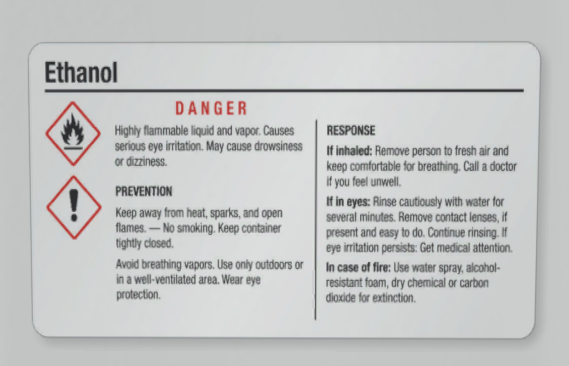 Ethanol
DANGER
Highly flammable liquid and vapor. Causes
serious eye irritation. May cause drowsiness
or dizziness.
PREVENTION
Keep away from heat, sparks, and open
flames. — No smoking. Keep container
tightly closed.
Avoid breathing vapors. Use only outdoors or
in a well-ventilated area. Wear eye
protection.
RESPONSE
If inhaled: Remove person to fresh air and
keep comfortable for breathing. Call a doctor
if you feel unwell.
If in eyes: Rinse cautiously with water for
several minutes. Remove contact lenses, if
present and easy to do. Continue rinsing. If
eye irritation persists: Get medical attention.
In case of fire: Use water spray, alcohol-
resistant foam, dry chemical or carbon
dioxide for extinction.